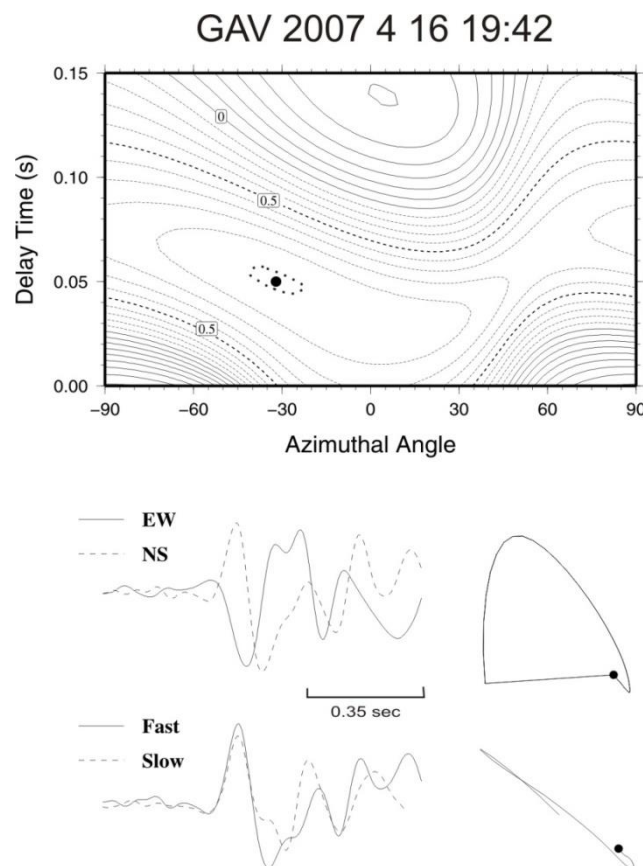 GAV 2007 4 16 19:42
0.15
0
0.10
0.5
Delay Time (s)
0.05
0.5
0.00
−90 −60 −30 0 30 60 90
Azimuthal Angle
EW
NS
0.35 sec
Fast
Slow